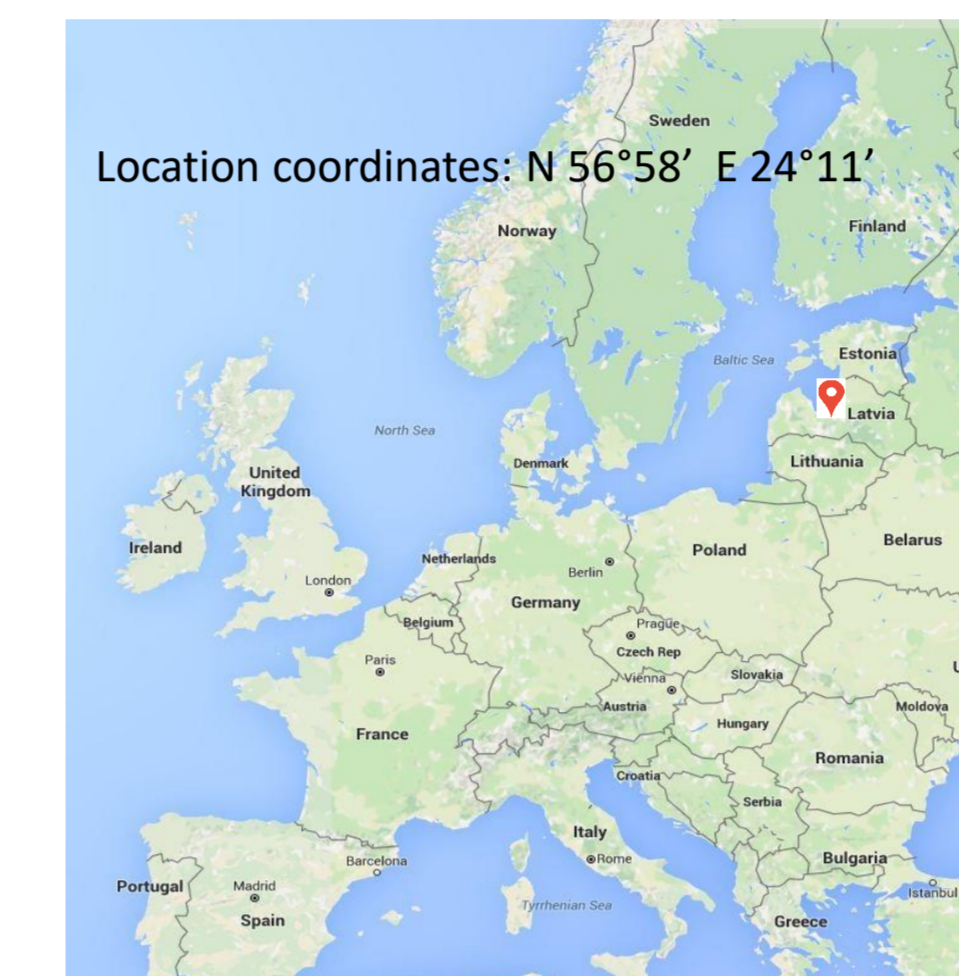 Sweden
Location coordinates: N 56°58′ E 24°11′
Finland
Norway
Estonia
Baltic Sea
Latvia
North Sea
Lithuania
Denmark
United
Kingdom
Belarus
Ireland
Poland
Netherlands
Berlin
London
Germany
Belgium
Prague
Czech Rep
Paris
Slovakia
Vienna
Austria
Moldova
Hungary
France
Romania
Croatia
Serbia
Italy
Bulgaria
Rome
Barcelona
Portugal
Madrid
Istanbul
Tyrrhenian Sea
Spain
Greece